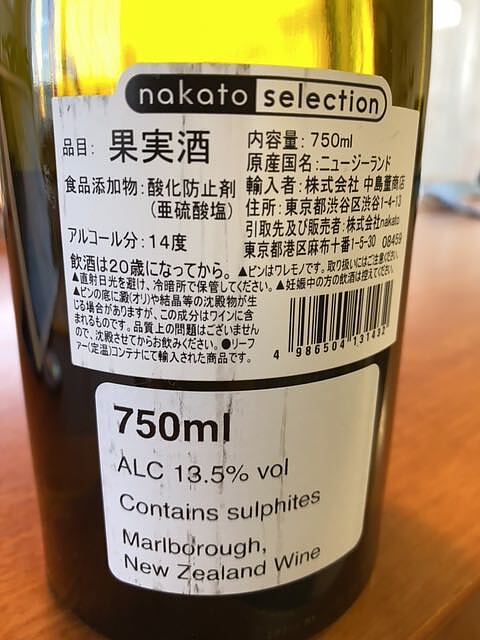 nakato selection
品目: 果実酒
内容量: 750ml
原産国名:ニュージーランド
食品添加物:酸化防止剤
(亜硫酸塩)
輸入者:株式会社 中島董商店
住所:東京都渋谷区渋谷1-4-13
引取先及び販売者:株式会社nakato
東京都港区麻布十番1-5-30 08459
アルコール分:14度
飲酒は20歳になってから。▲ビンはワレモノです。取り扱いにはご注意ください。
▲直射日光を避け、冷暗所で保管してください。▲妊娠中の方の飲酒は控えてください。
▲ビンの底に澱(オリ)や結晶等の沈殿物が生
じる場合がありますが、この成分はワインに含
まれるものです。品質上の問題はございません
ので、沈殿させてからお飲みください。●リーフ
ァー(定温)コンテナにて輸入された商品です。
4 986504 131432
750ml
ALC 13.5% vol
Contains sulphites
Marlborough,
New Zealand Wine